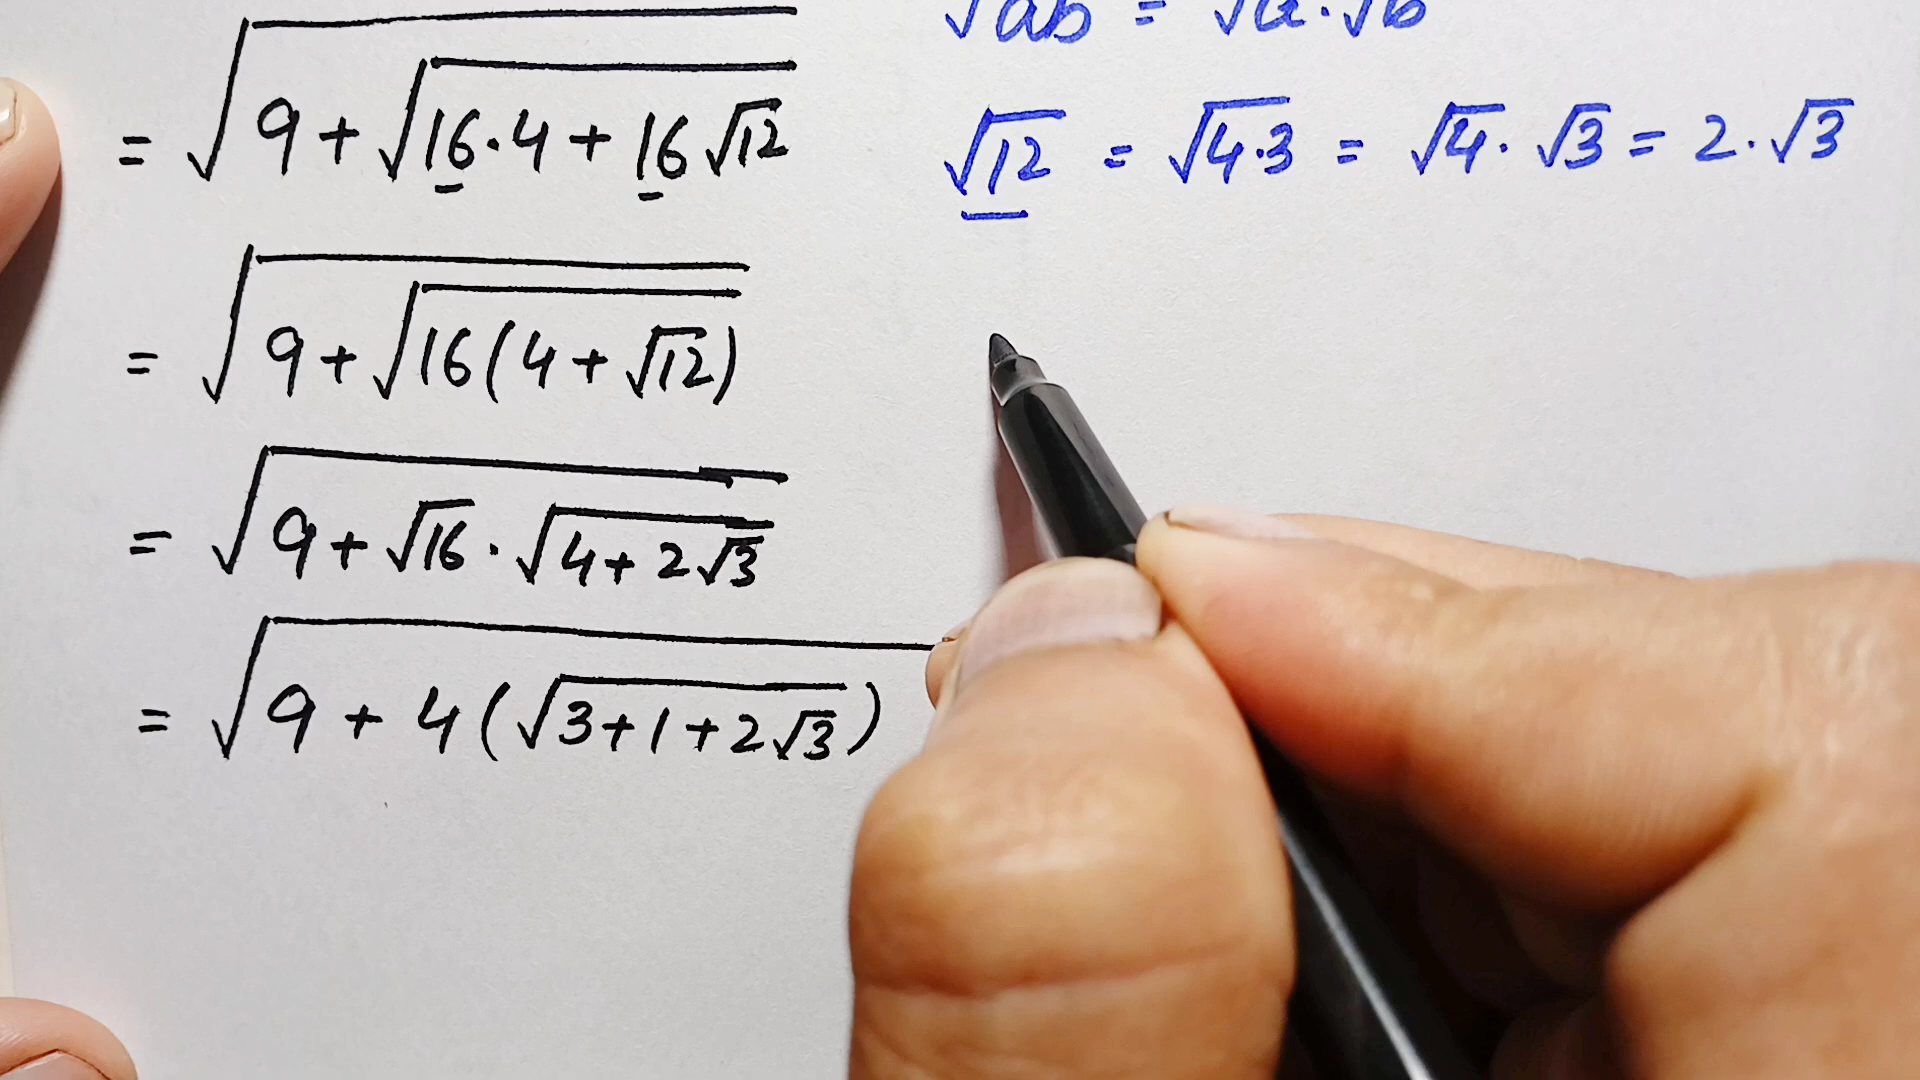 √ab = √a.√b
= √(9 + √(16.4 + 16√12))
√12 = √(4.3) = √4. √3 = 2.√3
= √(9 + √(16(4 + √12)))
= √(9 + √16 . √(4 + 2√3))
= √(9 + 4(√(3+1+2√3)))